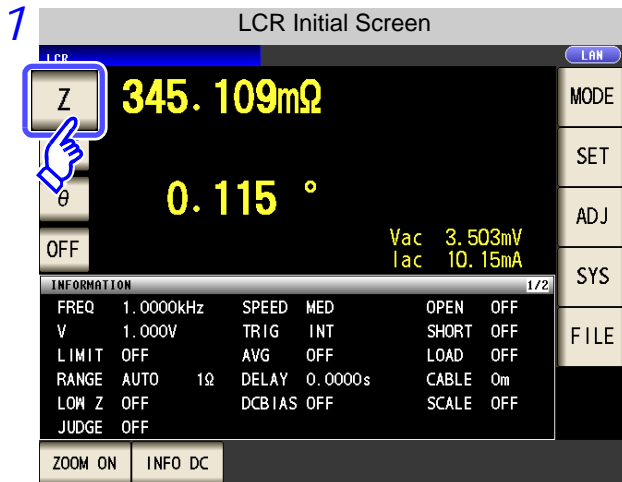 1
LCR Initial Screen
LCR
LAN
Z
345.109mΩ
MODE
SET
θ
0.115 °
ADJ
OFF
Vac 3.503mV
Iac 10.15mA
SYS
INFORMATION 1/2
FREQ 1.0000kHz SPEED MED OPEN OFF
V 1.000V TRIG INT SHORT OFF
FILE
LIMIT OFF AVG OFF LOAD OFF
RANGE AUTO 1Ω DELAY 0.0000s CABLE 0m
LOW Z OFF DCBIAS OFF SCALE OFF
JUDGE OFF
ZOOM ON INFO DC